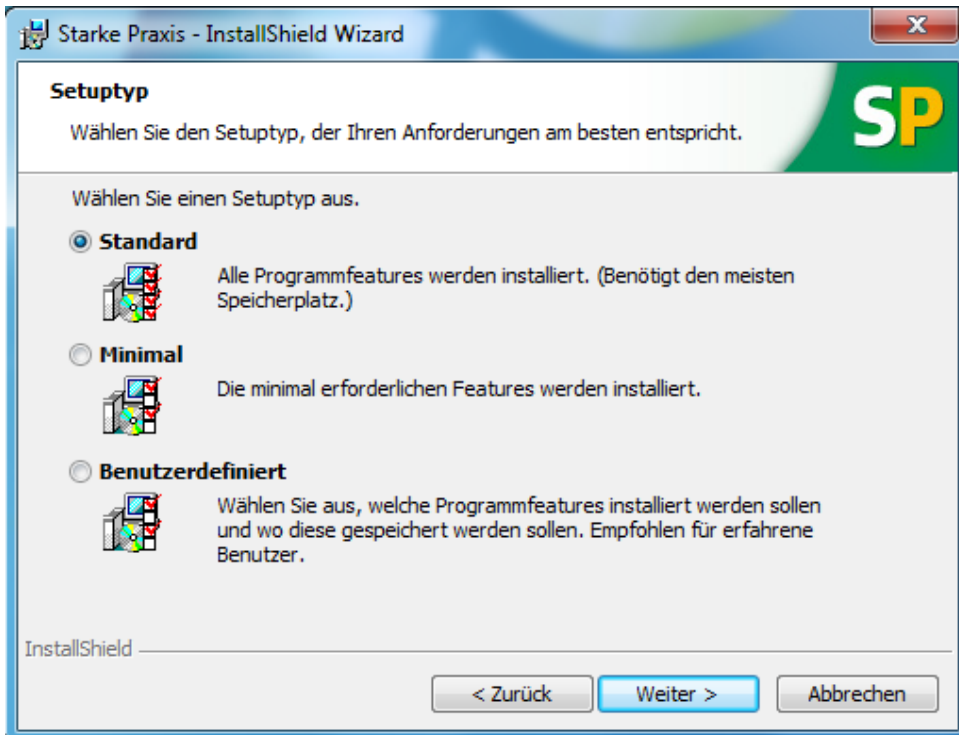 Starke Praxis - InstallShield Wizard
Setuptyp
Wählen Sie den Setuptyp, der Ihren Anforderungen am besten entspricht.
SP
Wählen Sie einen Setuptyp aus.
Standard
Alle Programmfeatures werden installiert. (Benötigt den meisten
Speicherplatz.)
Minimal
Die minimal erforderlichen Features werden installiert.
Benutzerdefiniert
Wählen Sie aus, welche Programmfeatures installiert werden sollen
und wo diese gespeichert werden sollen. Empfohlen für erfahrene
Benutzer.
InstallShield
< Zurück
Weiter >
Abbrechen